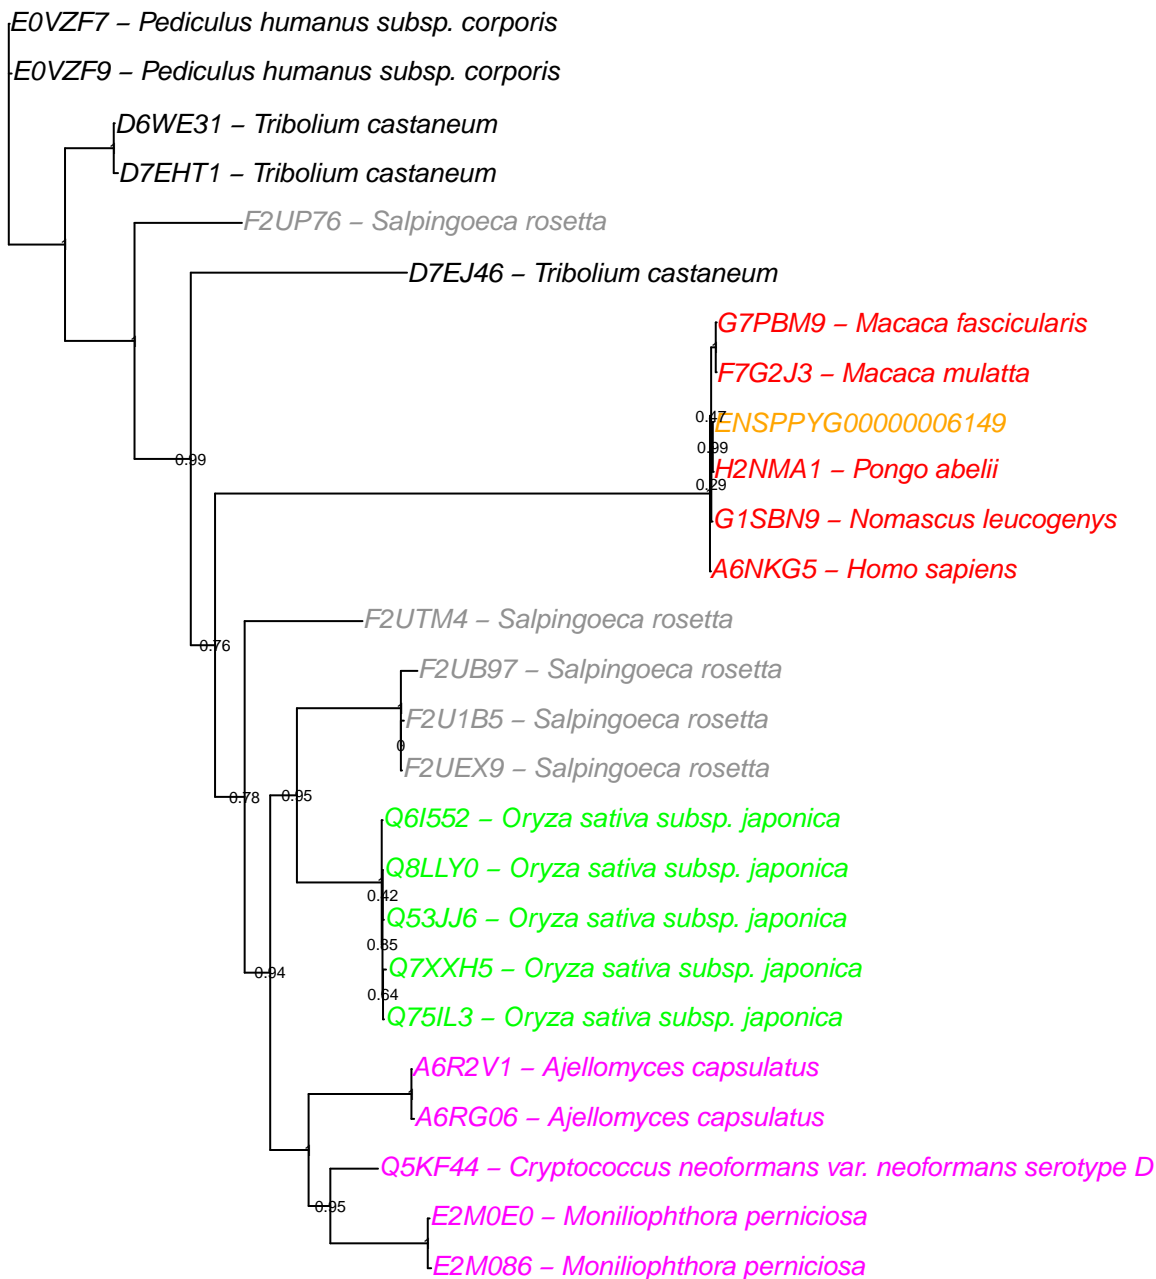 E0VZF7 – Pediculus humanus subsp. corporis
E0VZF9 – Pediculus humanus subsp. corporis
D6WE31 – Tribolium castaneum
D7EHT1 – Tribolium castaneum
F2UP76 – Salpingoeca rosetta
D7EJ46 – Tribolium castaneum
G7PBM9 – Macaca fascicularis
F7G2J3 – Macaca mulatta
0.47
ENSPPYG00000006149
0.99
0.99
H2NMA1 – Pongo abelii
0.29
G1SBN9 – Nomascus leucogenys
A6NKG5 – Homo sapiens
F2UTM4 – Salpingoeca rosetta
0.76
F2UB97 – Salpingoeca rosetta
F2U1B5 – Salpingoeca rosetta
0
F2UEX9 – Salpingoeca rosetta
0.78
0.95
Q6I552 – Oryza sativa subsp. japonica
Q8LLY0 – Oryza sativa subsp. japonica
0.42
Q53JJ6 – Oryza sativa subsp. japonica
0.85
Q7XXH5 – Oryza sativa subsp. japonica
0.94
0.64
Q75IL3 – Oryza sativa subsp. japonica
A6R2V1 – Ajellomyces capsulatus
A6RG06 – Ajellomyces capsulatus
Q5KF44 – Cryptococcus neoformans var. neoformans serotype D
0.95
E2M0E0 – Moniliophthora perniciosa
E2M086 – Moniliophthora perniciosa